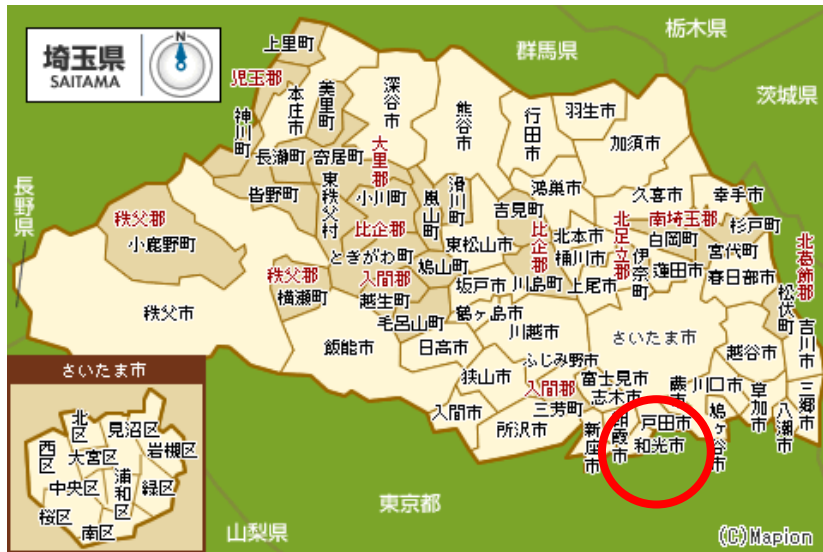 埼玉県
SAITAMA
N
栃木県
群馬県
茨城県
長野県
上里町
児玉郡
神川町
本庄市
美里町
深谷市
熊谷市
行田市
羽生市
加須市
長瀞町
寄居町
大里郡
皆野町
東秩父村
小川町
嵐山町
滑川町
吉見町
鴻巣市
久喜市
幸手市
秩父郡
小鹿野町
比企郡
東松山市
比企郡
北本市
北足立郡
南埼玉郡
白岡町
杉戸町
宮代町
北葛飾郡
ときがわ町
鳩山町
桶川市
伊奈町
蓮田市
春日部市
秩父郡
横瀬町
入間郡
越生町
坂戸市
川島町
上尾市
松伏町
秩父市
毛呂山町
鶴ヶ島市
川越市
さいたま市
越谷市
吉川市
飯能市
日高市
ふじみ野市
狭山市
入間郡
富士見市
志木市
蕨市
川口市
草加市
三郷市
入間市
三芳町
所沢市
新座市
朝霞市
戸田市
和光市
鳩ヶ谷市
八潮市
さいたま市
北区
見沼区
西区
大宮区
岩槻区
中央区
浦和区
緑区
桜区
南区
東京都
山梨県
(C)Mapion